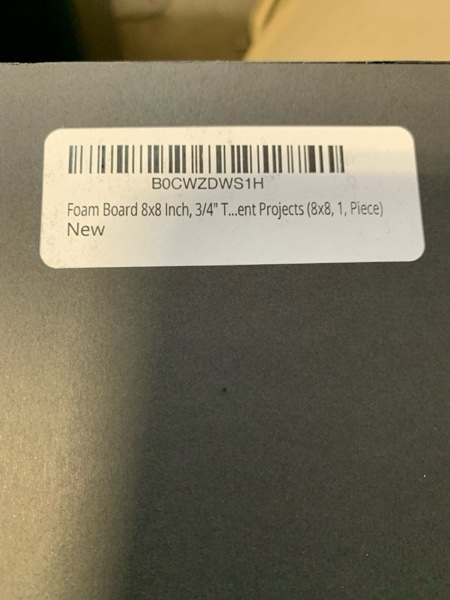 B0CWZDWS1H
Foam Board 8x8 Inch, 3/4" T...ent Projects (8x8, 1, Piece)
New